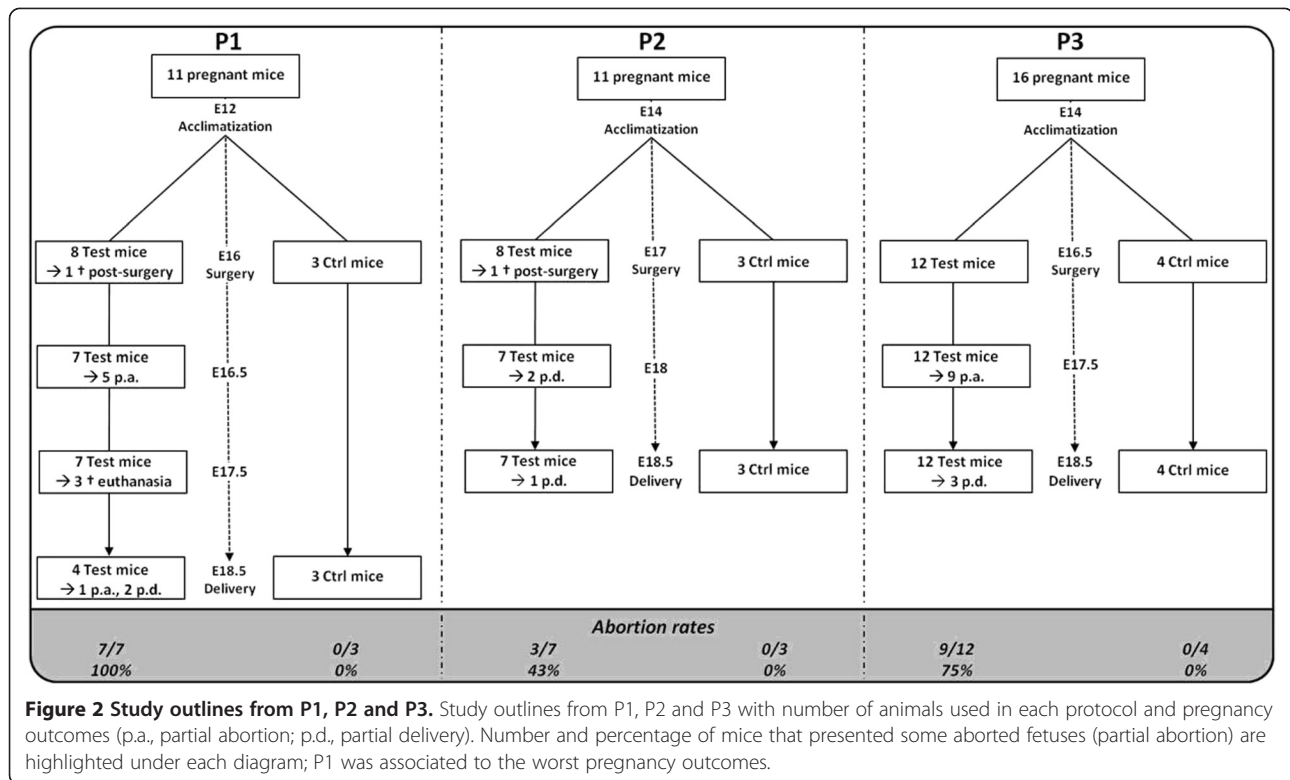 P1
11 pregnant mice
E12
Acclimatization
8 Test mice
→ 1 † post-surgery
E16
Surgery
3 Ctrl mice
7 Test mice
→ 5 p.a.
E16.5
7 Test mice
→ 3 † euthanasia
E17.5
4 Test mice
→ 1 p.a., 2 p.d.
E18.5
Delivery
3 Ctrl mice
P2
11 pregnant mice
E14
Acclimatization
8 Test mice
→ 1 † post-surgery
E17
Surgery
3 Ctrl mice
7 Test mice
→ 2 p.d.
E18
7 Test mice
→ 1 p.d.
E18.5
Delivery
3 Ctrl mice
P3
16 pregnant mice
E14
Acclimatization
12 Test mice
E16.5
Surgery
4 Ctrl mice
12 Test mice
→ 9 p.a.
E17.5
12 Test mice
→ 3 p.d.
E18.5
Delivery
4 Ctrl mice
Abortion rates
7/7 0/3 3/7 0/3 9/12 0/4
100% 0% 43% 0% 75% 0%
Figure 2 Study outlines from P1, P2 and P3. Study outlines from P1, P2 and P3 with number of animals used in each protocol and pregnancy
outcomes (p.a., partial abortion; p.d., partial delivery). Number and percentage of mice that presented some aborted fetuses (partial abortion) are
highlighted under each diagram; P1 was associated to the worst pregnancy outcomes.